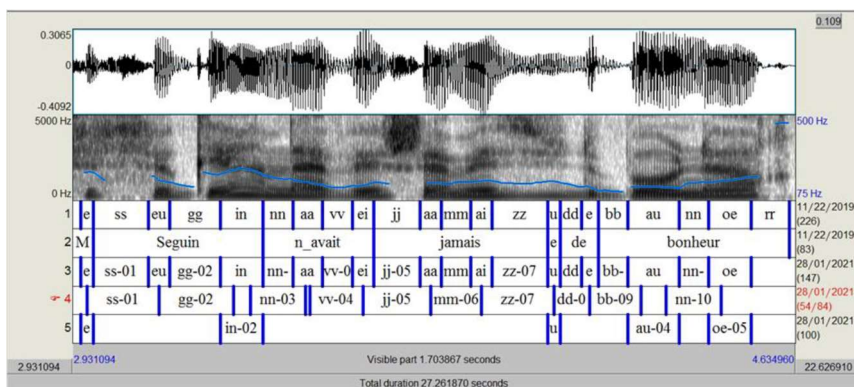 0.109
0.3065
0
-0.4092
5000 Hz 500 Hz
0 Hz 75 Hz
1 e ss eu gg in nn aa vv ei jj aa mm ai zz u dd e bb au nn oe rr 11/22/2019 (226)
2 M Seguin n_avait jamais e de bonheur 11/22/2019 (83)
3 e ss-01 eu gg-02 in nn- aa vv-0 ei jj-05 aa mm ai zz-07 u dd e bb- au nn- oe 28/01/2021 (147)
4 ss-01 gg-02 nn-03 vv-04 jj-05 mm-06 zz-07 dd-0 bb-09 nn-10 28/01/2021 (54/84)
5 e in-02 u au-04 oe-05 28/01/2021 (100)
2.931094 2.931094 Visible part 1.703867 seconds 4.634960 22.626910
Total duration 27.261870 seconds